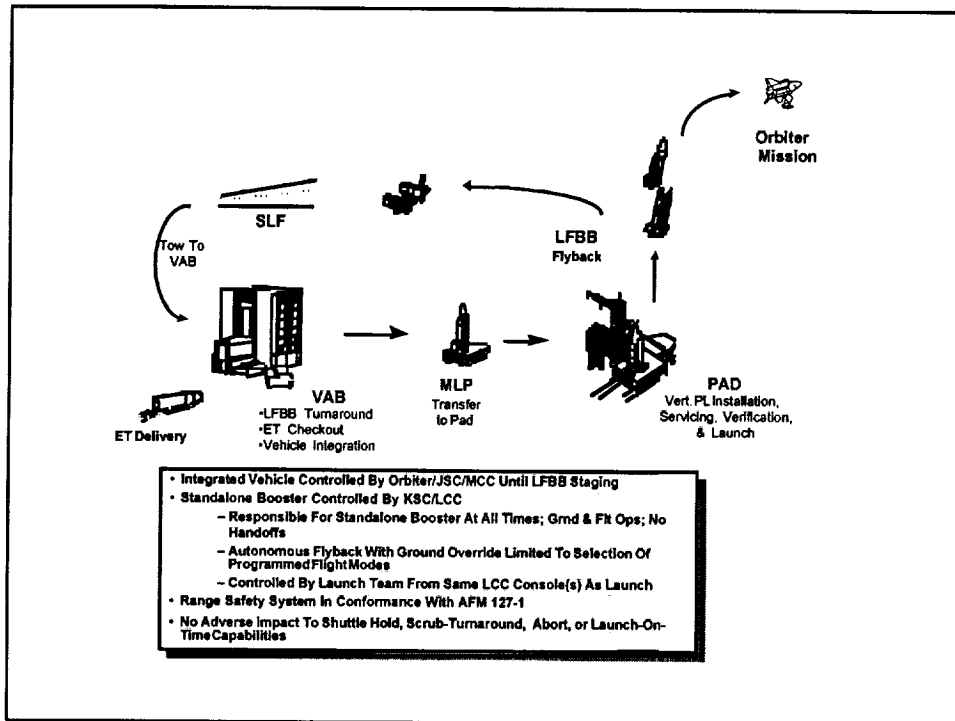 Orbiter
Mission
SLF
LFBB
Flyback
Tow To
VAB
VAB
•LFBB Turnaround
•ET Checkout
•Vehicle Integration
MLP
Transfer
to Pad
PAD
Vert. PL Installation,
Servicing, Verification,
& Launch
ET Delivery
• Integrated Vehicle Controlled By Orbiter/JSC/MCC Until LFBB Staging
• Standalone Booster Controlled By KSC/LCC
– Responsible For Standalone Booster At All Times; Grnd & Flt Ops; No
Handoffs
– Autonomous Flyback With Ground Override Limited To Selection Of
Programmed Flight Modes
– Controlled By Launch Team From Same LCC Console(s) As Launch
• Range Safety System In Conformance With AFM 127-1
• No Adverse Impact To Shuttle Hold, Scrub-Turnaround, Abort, or Launch-On-
Time Capabilities